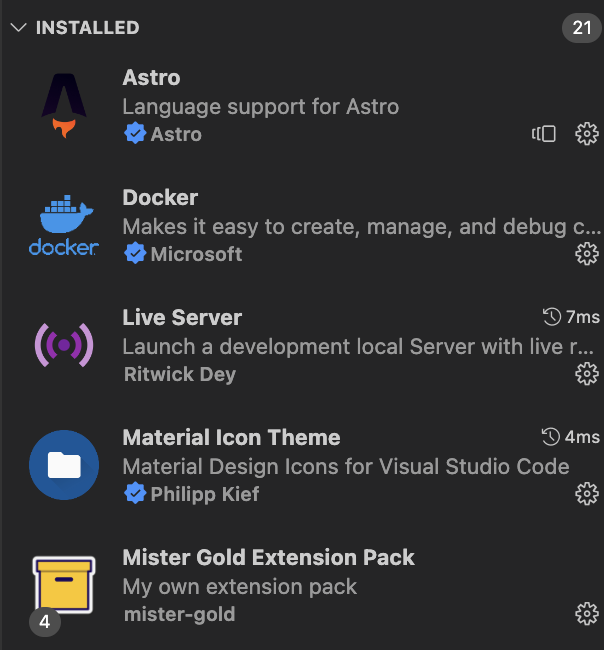 INSTALLED 21
Astro
Language support for Astro
Astro
docker
Docker
Makes it easy to create, manage, and debug c...
Microsoft
Live Server 7ms
Launch a development local Server with live r...
Ritwick Dey
Material Icon Theme 4ms
Material Design Icons for Visual Studio Code
Philipp Kief
Mister Gold Extension Pack
My own extension pack
mister-gold
4